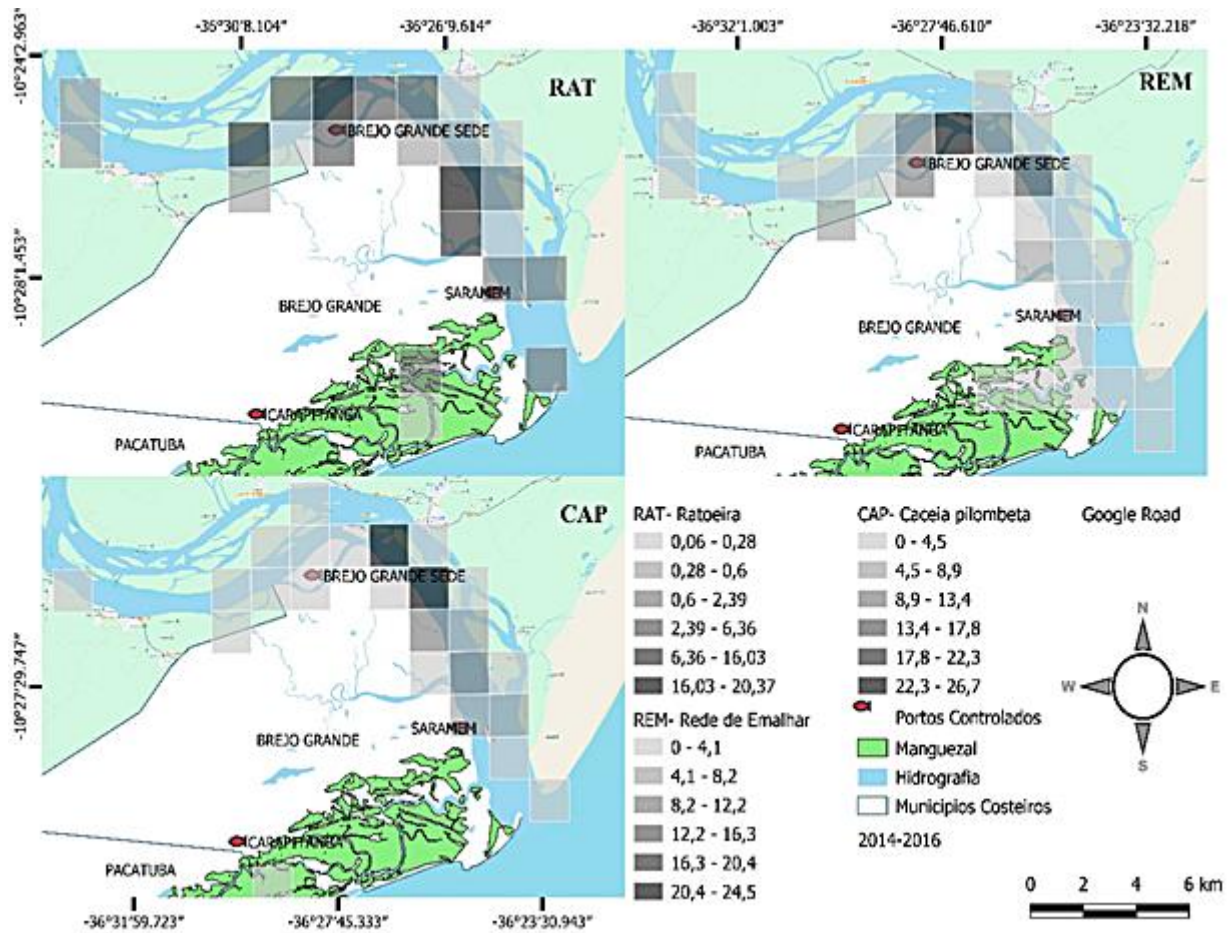 -36°30'8.104"
-36°26'9.614"
-36°32'1.003"
-36°27'46.610"
-36°23'32.218"
-10°24'2.963"
-10°28'1.453"
RAT
BREJO GRANDE SEDE
SARAMEM
BREJO GRANDE
CARAPITANGA
PACATUBA
REM
BREJO GRANDE SEDE
SARAMEM
BREJO GRANDE
CARAPITANGA
PACATUBA
-10°27'29.747"
CAP
BREJO GRANDE SEDE
SARAMEM
BREJO GRANDE
CARAPITANGA
PACATUBA
-36°31'59.723"
-36°27'45.333"
-36°23'30.943"
RAT- Ratoeira
0,06 - 0,28
0,28 - 0,6
0,6 - 2,39
2,39 - 6,36
6,36 - 16,03
16,03 - 20,37
REM- Rede de Emalhar
0 - 4,1
4,1 - 8,2
8,2 - 12,2
12,2 - 16,3
16,3 - 20,4
20,4 - 24,5
CAP- Caceia pilombeta
0 - 4,5
4,5 - 8,9
8,9 - 13,4
13,4 - 17,8
17,8 - 22,3
22,3 - 26,7
Portos Controlados
Manguezal
Hidrografia
Municipios Costeiros
2014-2016
Google Road
N
W
E
S
0 2 4 6 km